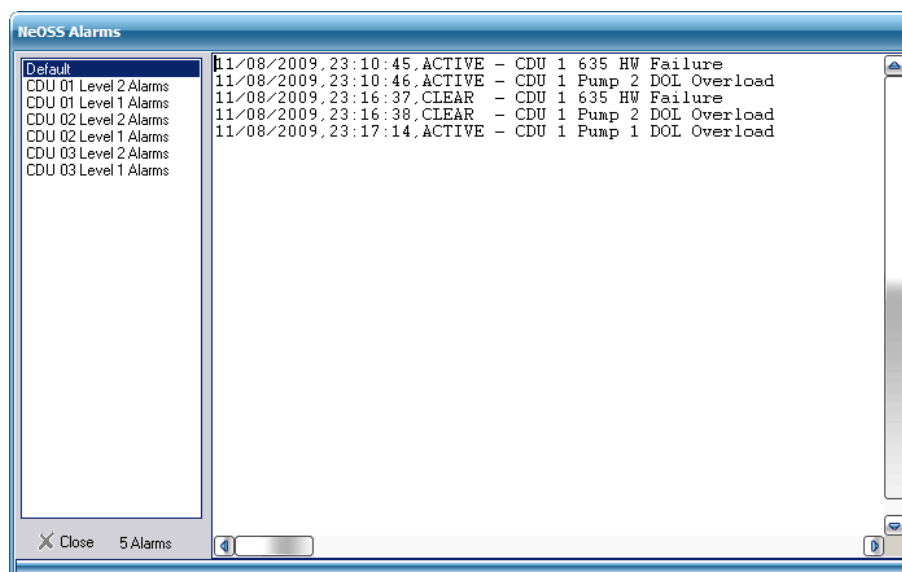 NeOSS Alarms
Default
CDU 01 Level 2 Alarms
CDU 01 Level 1 Alarms
CDU 02 Level 2 Alarms
CDU 02 Level 1 Alarms
CDU 03 Level 2 Alarms
CDU 03 Level 1 Alarms
11/08/2009,23:10:45,ACTIVE - CDU 1 635 HW Failure
11/08/2009,23:10:46,ACTIVE - CDU 1 Pump 2 DOL Overload
11/08/2009,23:16:37,CLEAR  - CDU 1 635 HW Failure
11/08/2009,23:16:38,CLEAR  - CDU 1 Pump 2 DOL Overload
11/08/2009,23:17:14,ACTIVE - CDU 1 Pump 1 DOL Overload
Close 5 Alarms